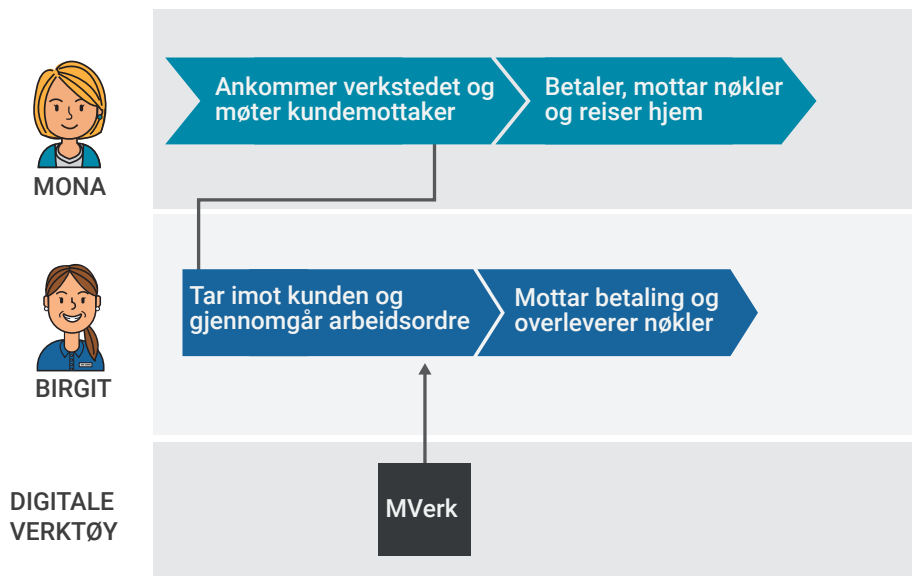 Ankommer verkstedet og
møter kundemottaker
Betaler, mottar nøkler
og reiser hjem
MONA
Tar imot kunden og
gjennomgår arbeidsordre
Mottar betaling og
overleverer nøkler
BIRGIT
DIGITALE
VERKTØY
MVerk